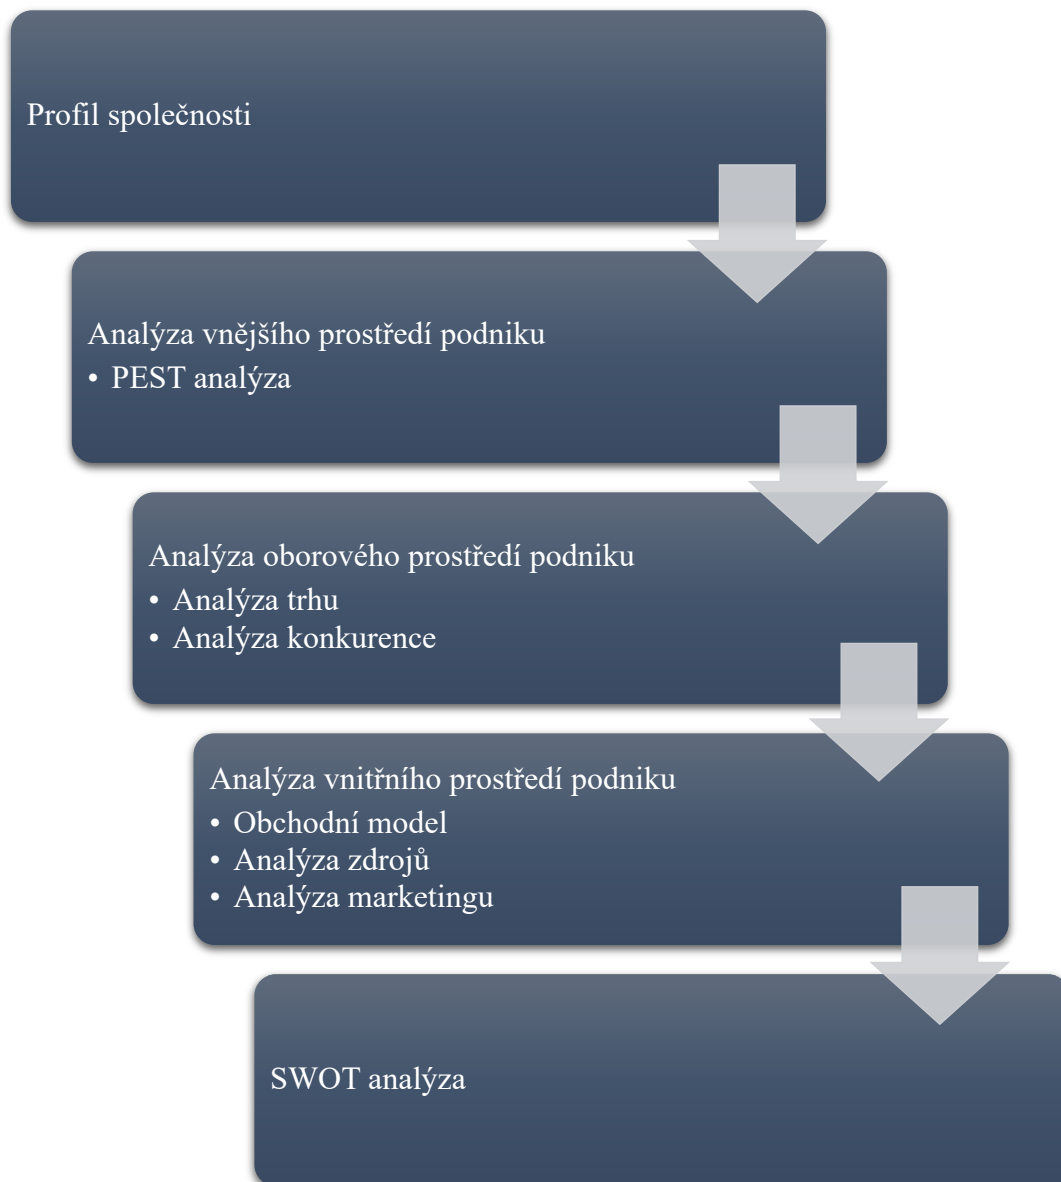 Profil společnosti
Analýza vnějšího prostředí podniku
• PEST analýza
Analýza oborového prostředí podniku
• Analýza trhu
• Analýza konkurence
Analýza vnitřního prostředí podniku
• Obchodní model
• Analýza zdrojů
• Analýza marketingu
SWOT analýza